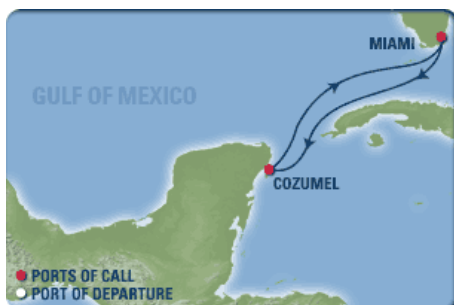 MIAMI
GULF OF MEXICO
COZUMEL
PORTS OF CALL
PORT OF DEPARTURE